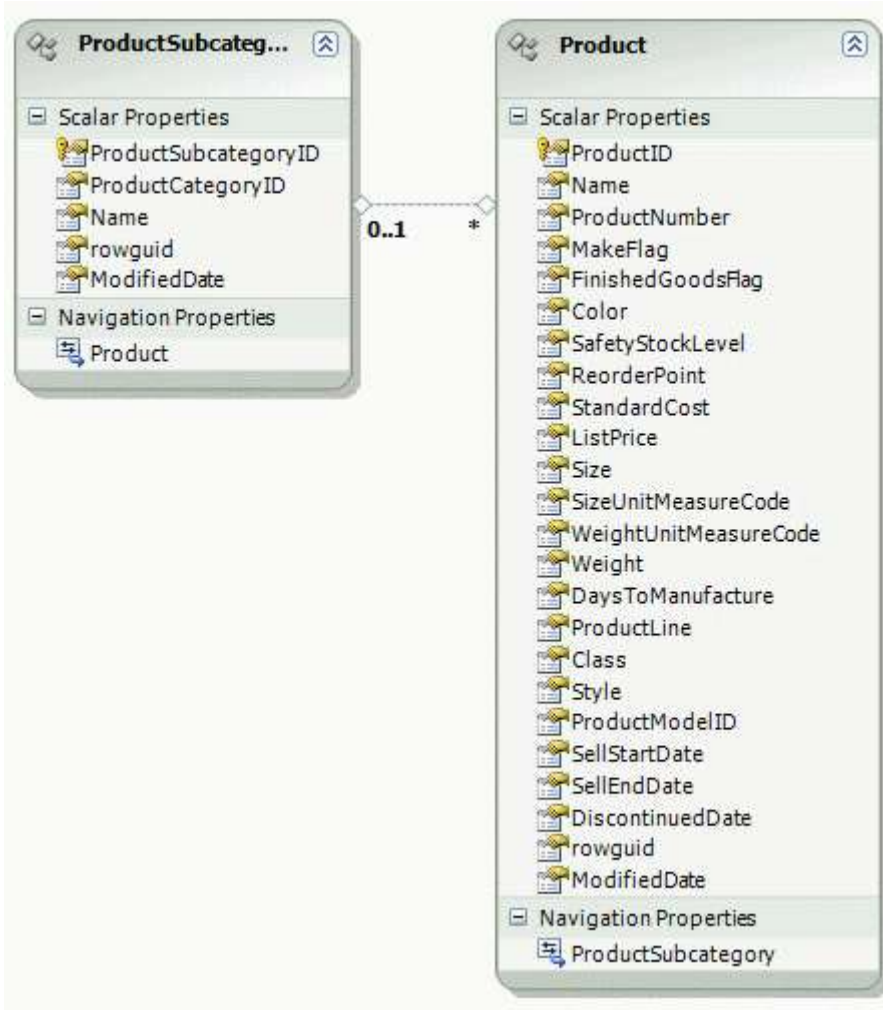 ProductSubcateg...
Scalar Properties
ProductSubcategoryID
ProductCategoryID
Name
rowguid
ModifiedDate
Navigation Properties
Product
0..1
*
Product
Scalar Properties
ProductID
Name
ProductNumber
MakeFlag
FinishedGoodsFlag
Color
SafetyStockLevel
ReorderPoint
StandardCost
ListPrice
Size
SizeUnitMeasureCode
WeightUnitMeasureCode
Weight
DaysToManufacture
ProductLine
Class
Style
ProductModelID
SellStartDate
SellEndDate
DiscontinuedDate
rowguid
ModifiedDate
Navigation Properties
ProductSubcategory